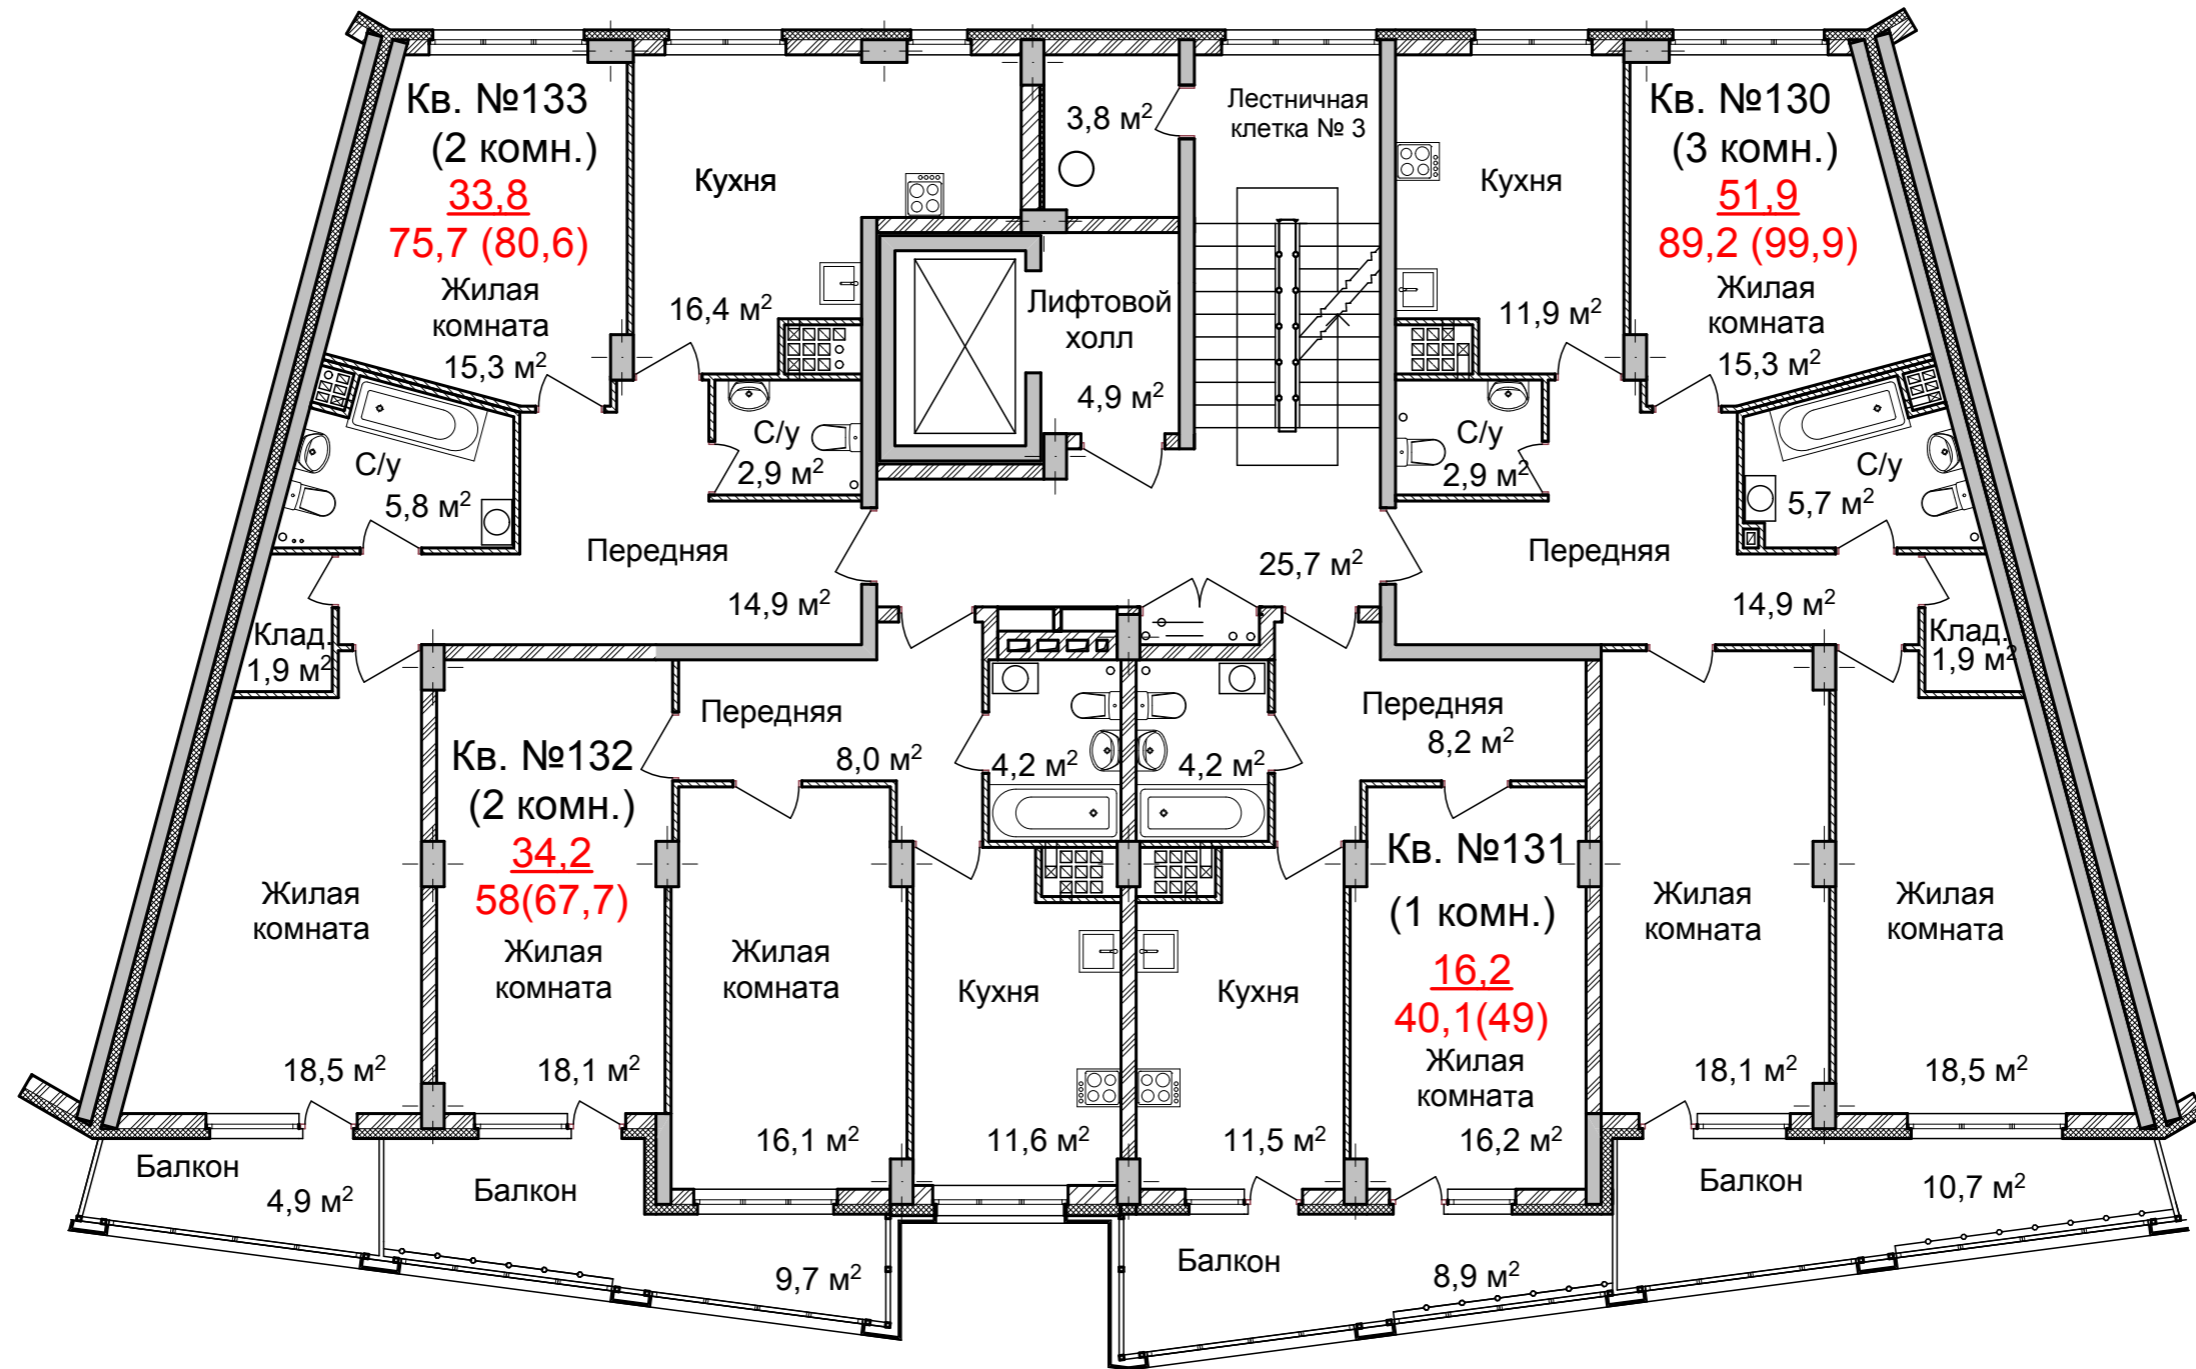 Кв. №133
(2 комн.)
33,8
75,7 (80,6)
Жилая
комната
15,3 м²
Кухня
16,4 м²
3,8 м²
Лестничная
клетка № 3
Кухня
11,9 м²
Кв. №130
(3 комн.)
51,9
89,2 (99,9)
Жилая
комната
15,3 м²
Лифтовой
холл
4,9 м²
С/у
5,8 м²
С/у
2,9 м²
С/у
2,9 м²
С/у
5,7 м²
Передняя
14,9 м²
25,7 м²
Передняя
14,9 м²
Клад.
1,9 м²
Клад.
1,9 м²
Кв. №132
(2 комн.)
34,2
58(67,7)
Жилая
комната
18,1 м²
Передняя
8,0 м²
4,2 м²
4,2 м²
Передняя
8,2 м²
Кв. №131
(1 комн.)
16,2
40,1(49)
Жилая
комната
16,2 м²
Жилая
комната
18,5 м²
Жилая
комната
16,1 м²
Кухня
11,6 м²
Кухня
11,5 м²
Жилая
комната
18,1 м²
Жилая
комната
18,5 м²
Балкон
4,9 м²
Балкон
9,7 м²
Балкон
8,9 м²
Балкон
10,7 м²